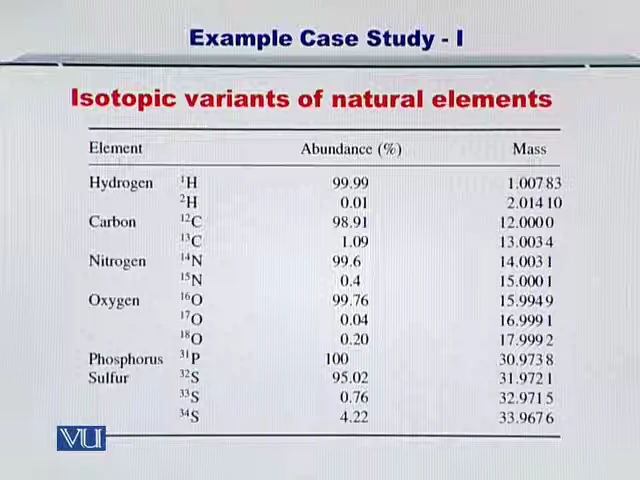 Example Case Study - I
Isotopic variants of natural elements
Element Abundance (%) Mass
Hydrogen ¹H 99.99 1.00783
²H 0.01 2.01410
Carbon ¹²C 98.91 12.0000
¹³C 1.09 13.0034
Nitrogen ¹⁴N 99.6 14.0031
¹⁵N 0.4 15.0001
Oxygen ¹⁶O 99.76 15.9949
¹⁷O 0.04 16.9991
¹⁸O 0.20 17.9992
Phosphorus ³¹P 100 30.9738
Sulfur ³²S 95.02 31.9721
³³S 0.76 32.9715
³⁴S 4.22 33.9676
VU